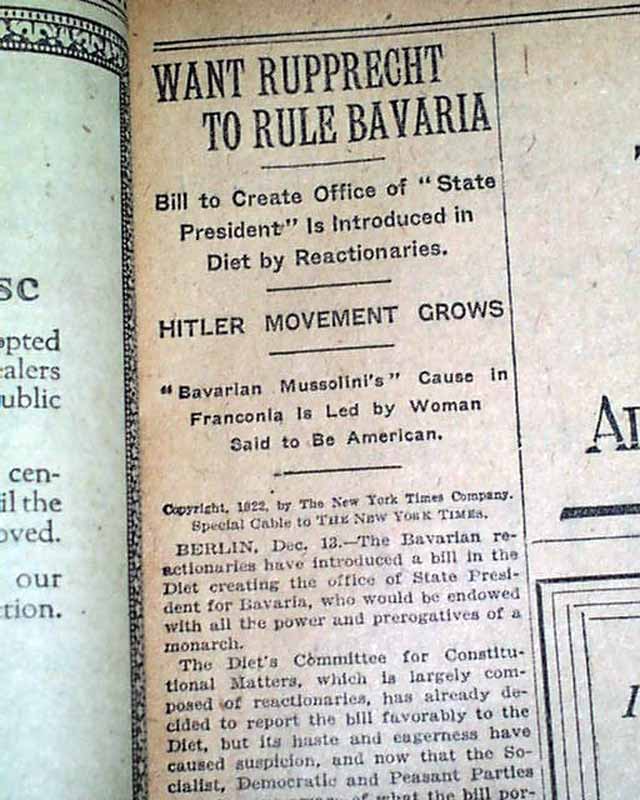 sc
opted
ealers
ublic
cen-
il the
oved.
our
tion.
WANT RUPPRECHT
TO RULE BAVARIA
Bill to Create Office of "State
President" Is Introduced in
Diet by Reactionaries.
HITLER MOVEMENT GROWS
"Bavarian Mussolini's" Cause in
Franconia Is Led by Woman
Said to Be American.
Copyright, 1922, by The New York Times Company.
Special Cable to THE NEW YORK TIMES.
BERLIN, Dec. 13.—The Bavarian re-
actionaries have introduced a bill in the
Diet creating the office of State Presi-
dent for Bavaria, who would be endowed
with all the power and prerogatives of a
monarch.
The Diet's Committee for Constitu-
tional Matters, which is largely com-
posed of reactionaries, has already de-
cided to report the bill favorably to the
Diet, but its haste and eagerness have
caused suspicion, and now that the So-
cialist, Democratic and Peasant Parties
of what the bill por-